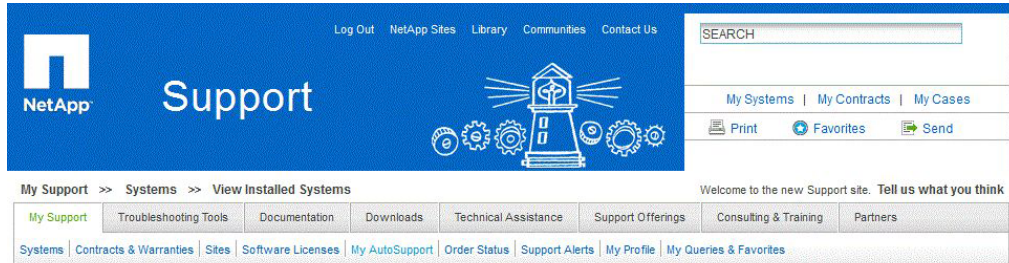 Log Out NetApp Sites Library Communities Contact Us
SEARCH
NetApp
Support
My Systems | My Contracts | My Cases
Print Favorites Send
My Support >> Systems >> View Installed Systems
Welcome to the new Support site. Tell us what you think
My Support Troubleshooting Tools Documentation Downloads Technical Assistance Support Offerings Consulting & Training Partners
Systems | Contracts & Warranties | Sites | Software Licenses | My AutoSupport | Order Status | Support Alerts | My Profile | My Queries & Favorites